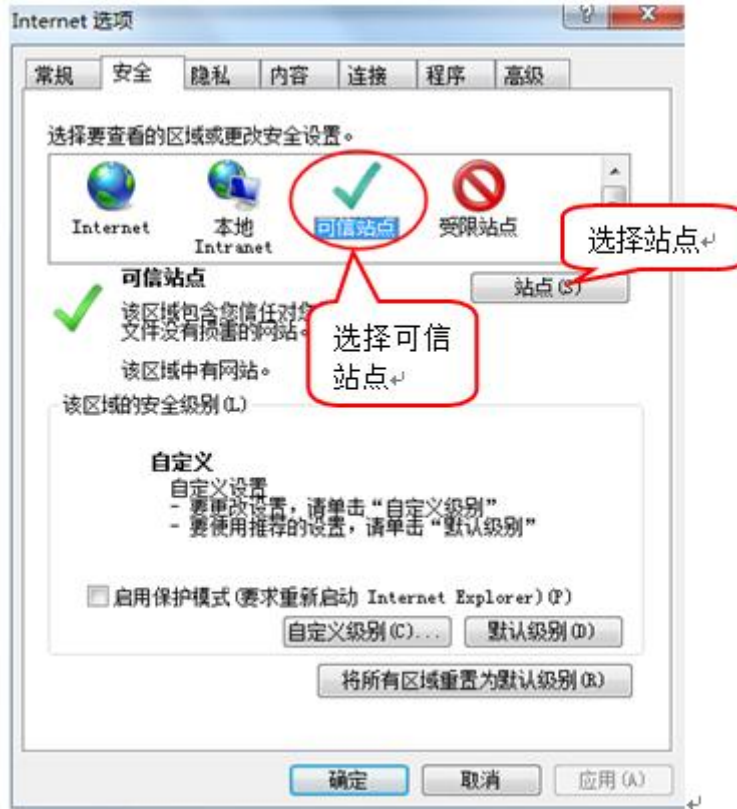 Internet 选项
常规 安全 隐私 内容 连接 程序 高级
选择要查看的区域或更改安全设置。
Internet 本地 Intranet 可信站点 受限站点
选择站点
可信站点
站点(S)
该区域包含您信任对您
文件没有损害的网站。
选择可信
站点
该区域中有网站。
该区域的安全级别(L)
自定义
自定义设置
- 要更改设置，请单击“自定义级别”
- 要使用推荐的设置，请单击“默认级别”
启用保护模式(要求重新启动 Internet Explorer)(P)
自定义级别(C)... 默认级别(D)
将所有区域重置为默认级别(R)
确定 取消 应用(A)